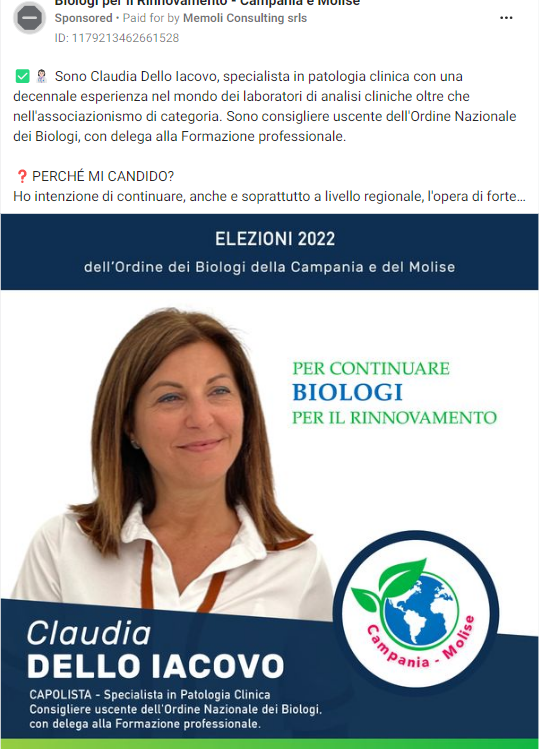 Biologi per il Rinnovamento - Campania e Molise
Sponsored • Paid for by Memoli Consulting srls
ID: 1179213462661528
✅ 👩🏻‍⚕️ Sono Claudia Dello Iacovo, specialista in patologia clinica con una
decennale esperienza nel mondo dei laboratori di analisi cliniche oltre che
nell'associazionismo di categoria. Sono consigliere uscente dell'Ordine Nazionale
dei Biologi, con delega alla Formazione professionale.
❓PERCHÉ MI CANDIDO?
Ho intenzione di continuare, anche e soprattutto a livello regionale, l'opera di forte...
ELEZIONI 2022
dell'Ordine dei Biologi della Campania e del Molise
PER CONTINUARE
BIOLOGI
PER IL RINNOVAMENTO
Campania - Molise
Claudia
DELLO IACOVO
CAPOLISTA - Specialista in Patologia Clinica
Consigliere uscente dell'Ordine Nazionale dei Biologi,
con delega alla Formazione professionale.